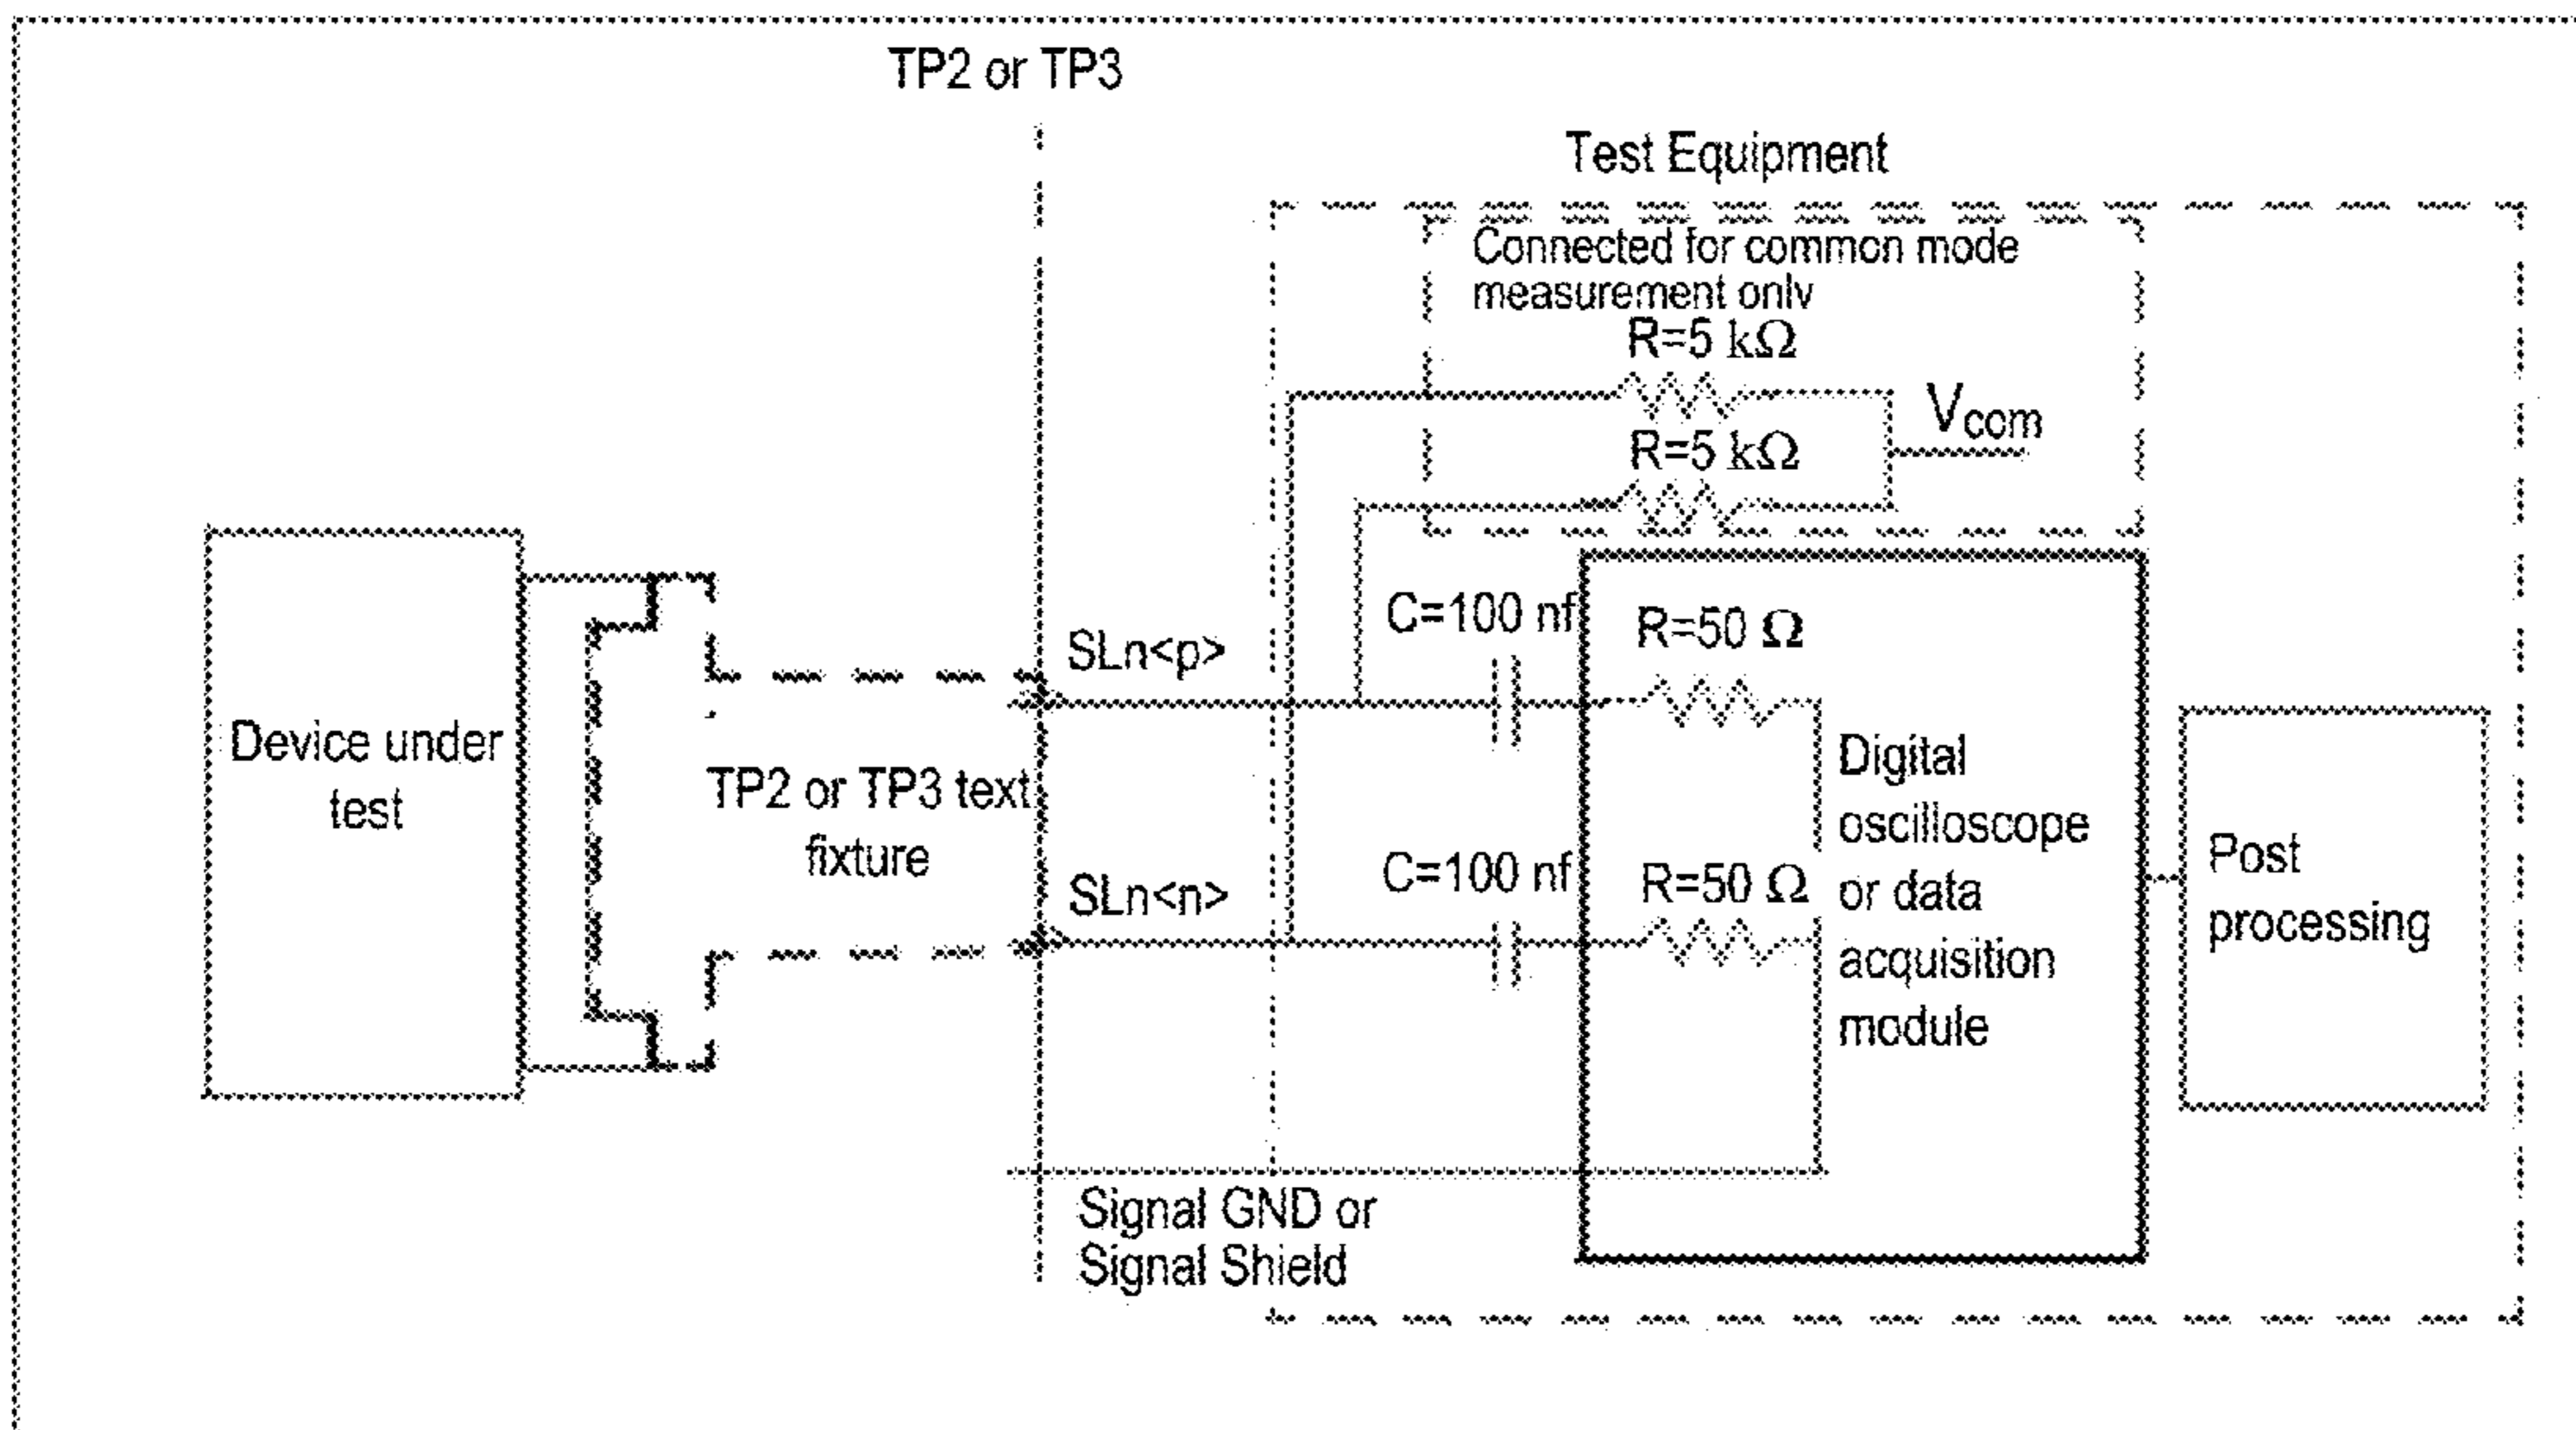 TP2 or TP3
Test Equipment
Connected for common mode
measurement only
R=5 kΩ
Vcom
R=5 kΩ
C=100 nf
R=50 Ω
SLn<p>
Device under
test
TP2 or TP3 text
fixture
Digital
oscilloscope
or data
acquisition
module
C=100 nf
R=50 Ω
SLn<n>
Post
processing
Signal GND or
Signal Shield